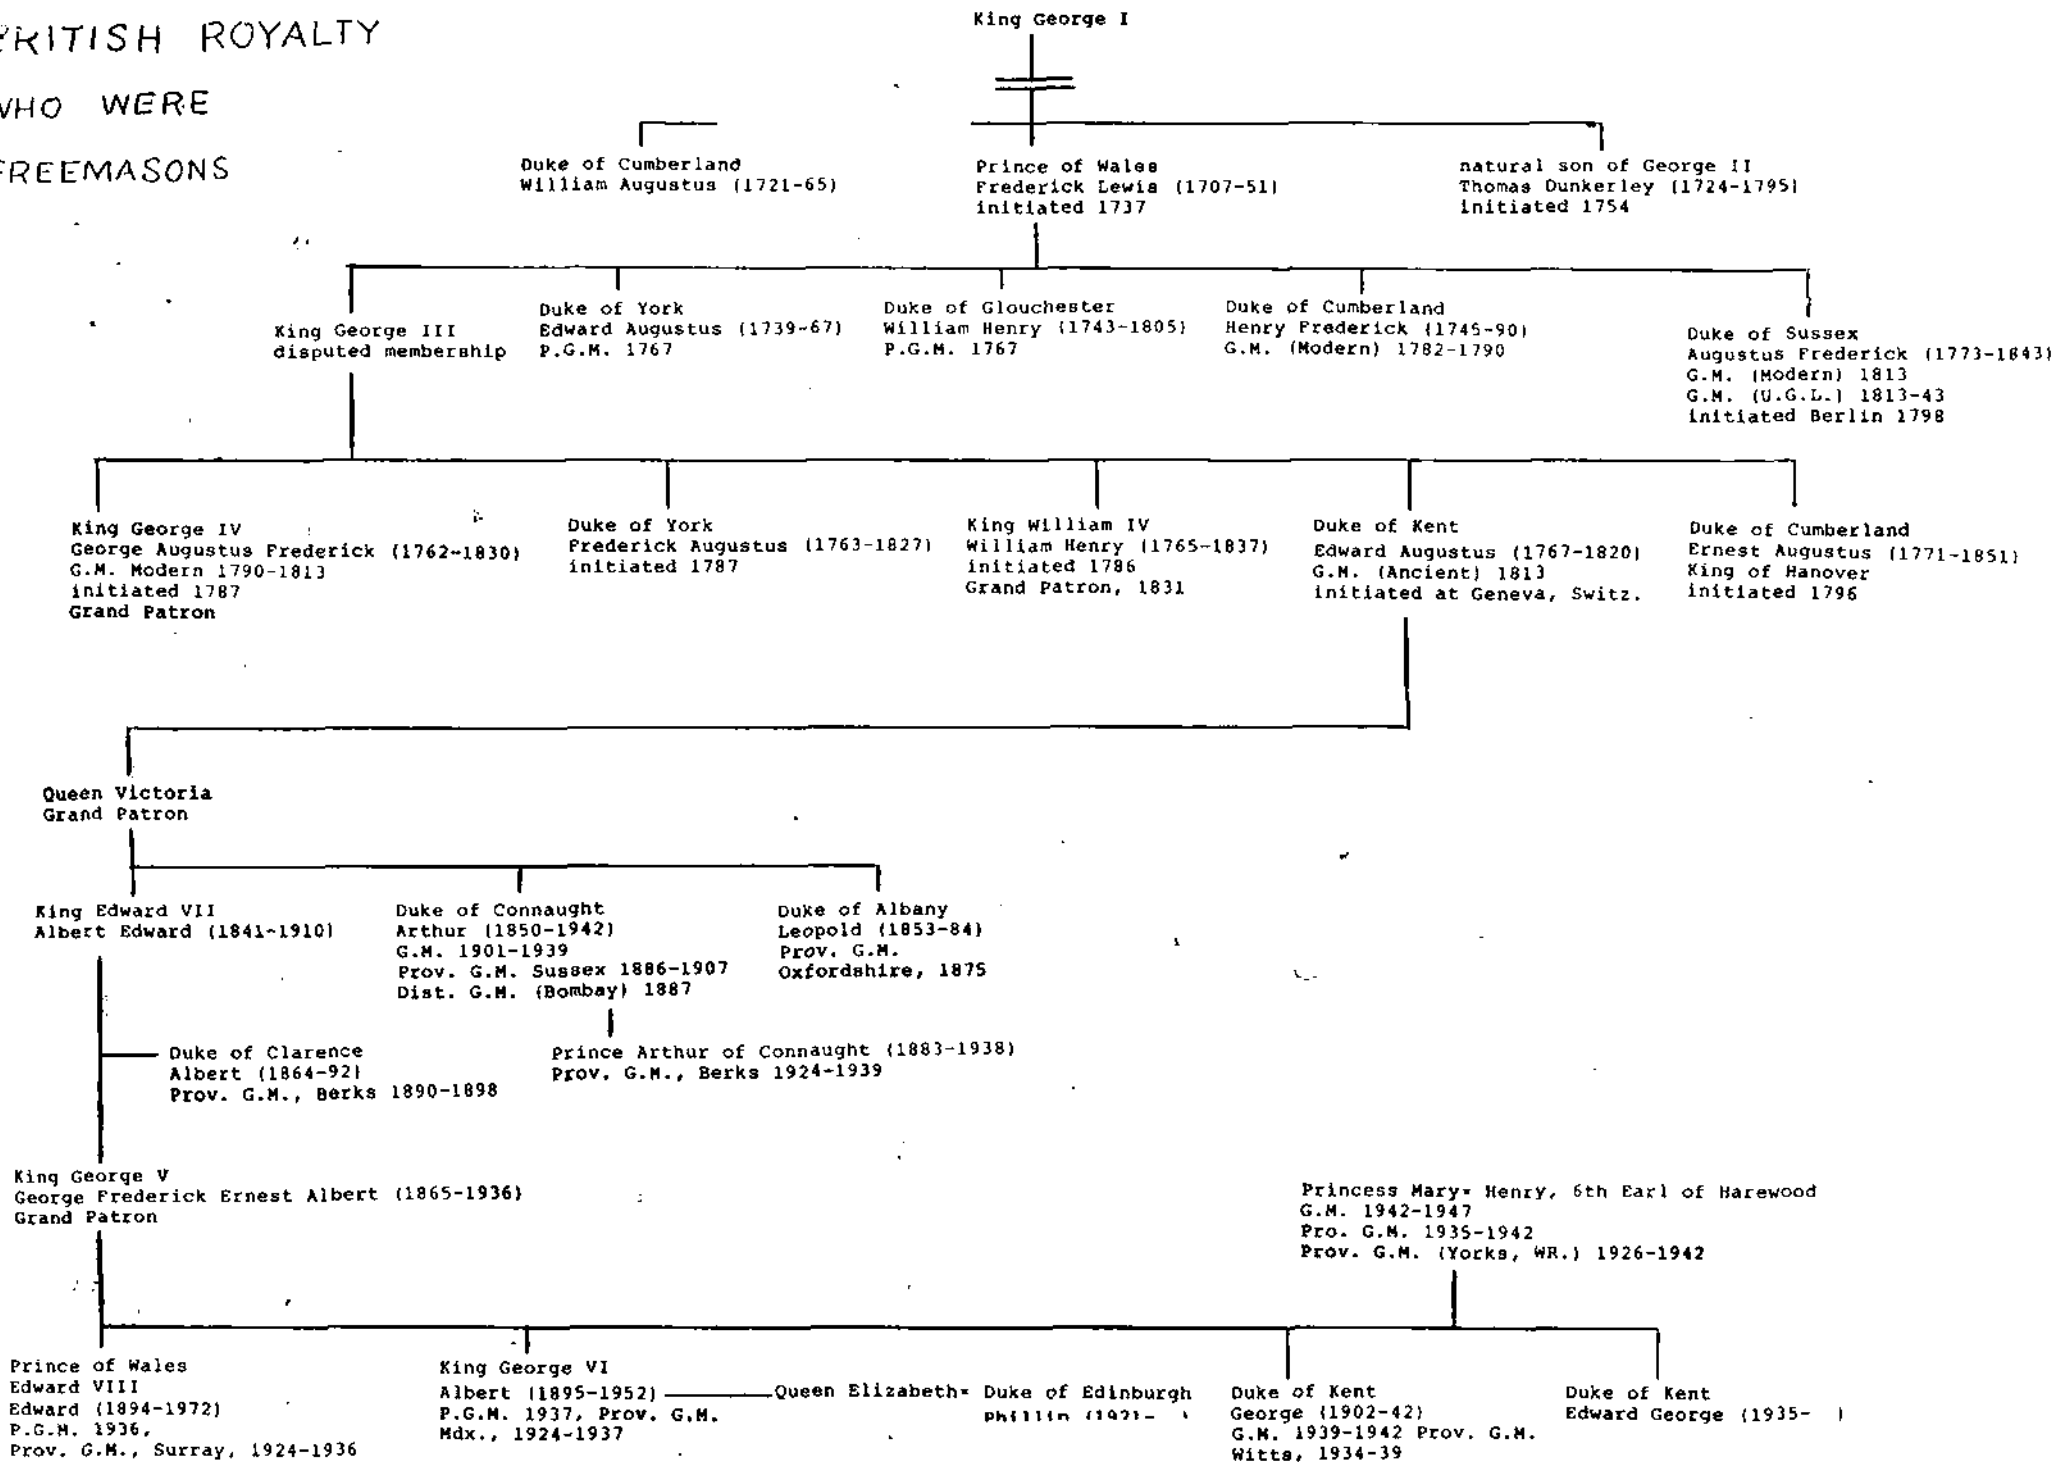 BRITISH ROYALTY
WHO WERE
FREEMASONS
King George I
Duke of Cumberland
William Augustus (1721-65)
Prince of Wales
Frederick Lewis (1707-51)
initiated 1737
natural son of George II
Thomas Dunkerley (1724-1795)
initiated 1754
King George III
disputed membership
Duke of York
Edward Augustus (1739-67)
P.G.M. 1767
Duke of Glouchester
William Henry (1743-1805)
P.G.M. 1767
Duke of Cumberland
Henry Frederick (1745-90)
G.M. (Modern) 1782-1790
Duke of Sussex
Augustus Frederick (1773-1843)
G.M. (Modern) 1813
G.M. (U.G.L.) 1813-43
initiated Berlin 1798
King George IV
George Augustus Frederick (1762-1830)
G.M. Modern 1790-1813
initiated 1787
Grand Patron
Duke of York
Frederick Augustus (1763-1827)
initiated 1787
King William IV
William Henry (1765-1837)
initiated 1786
Grand Patron, 1831
Duke of Kent
Edward Augustus (1767-1820)
G.M. (Ancient) 1813
initiated at Geneva, Switz.
Duke of Cumberland
Ernest Augustus (1771-1851)
King of Hanover
initiated 1796
Queen Victoria
Grand Patron
King Edward VII
Albert Edward (1841-1910)
Duke of Connaught
Arthur (1850-1942)
G.M. 1901-1939
Prov. G.M. Sussex 1886-1907
Dist. G.M. (Bombay) 1887
Duke of Albany
Leopold (1853-84)
Prov. G.M.
Oxfordshire, 1875
Duke of Clarence
Albert (1864-92)
Prov. G.M., Berks 1890-1898
Prince Arthur of Connaught (1883-1938)
Prov. G.M., Berks 1924-1939
King George V
George Frederick Ernest Albert (1865-1936)
Grand Patron
Princess Mary= Henry, 6th Earl of Harewood
G.M. 1942-1947
Pro. G.M. 1935-1942
Prov. G.M. (Yorks, WR.) 1926-1942
Prince of Wales
Edward VIII
Edward (1894-1972)
P.G.M. 1936,
Prov. G.M., Surray, 1924-1936
King George VI
Albert (1895-1952)
P.G.M. 1937, Prov. G.M.
Mdx., 1924-1937
Queen Elizabeth= Duke of Edinburgh
Phillip (1921- )
Duke of Kent
George (1902-42)
G.M. 1939-1942 Prov. G.M.
Witts, 1934-39
Duke of Kent
Edward George (1935- )